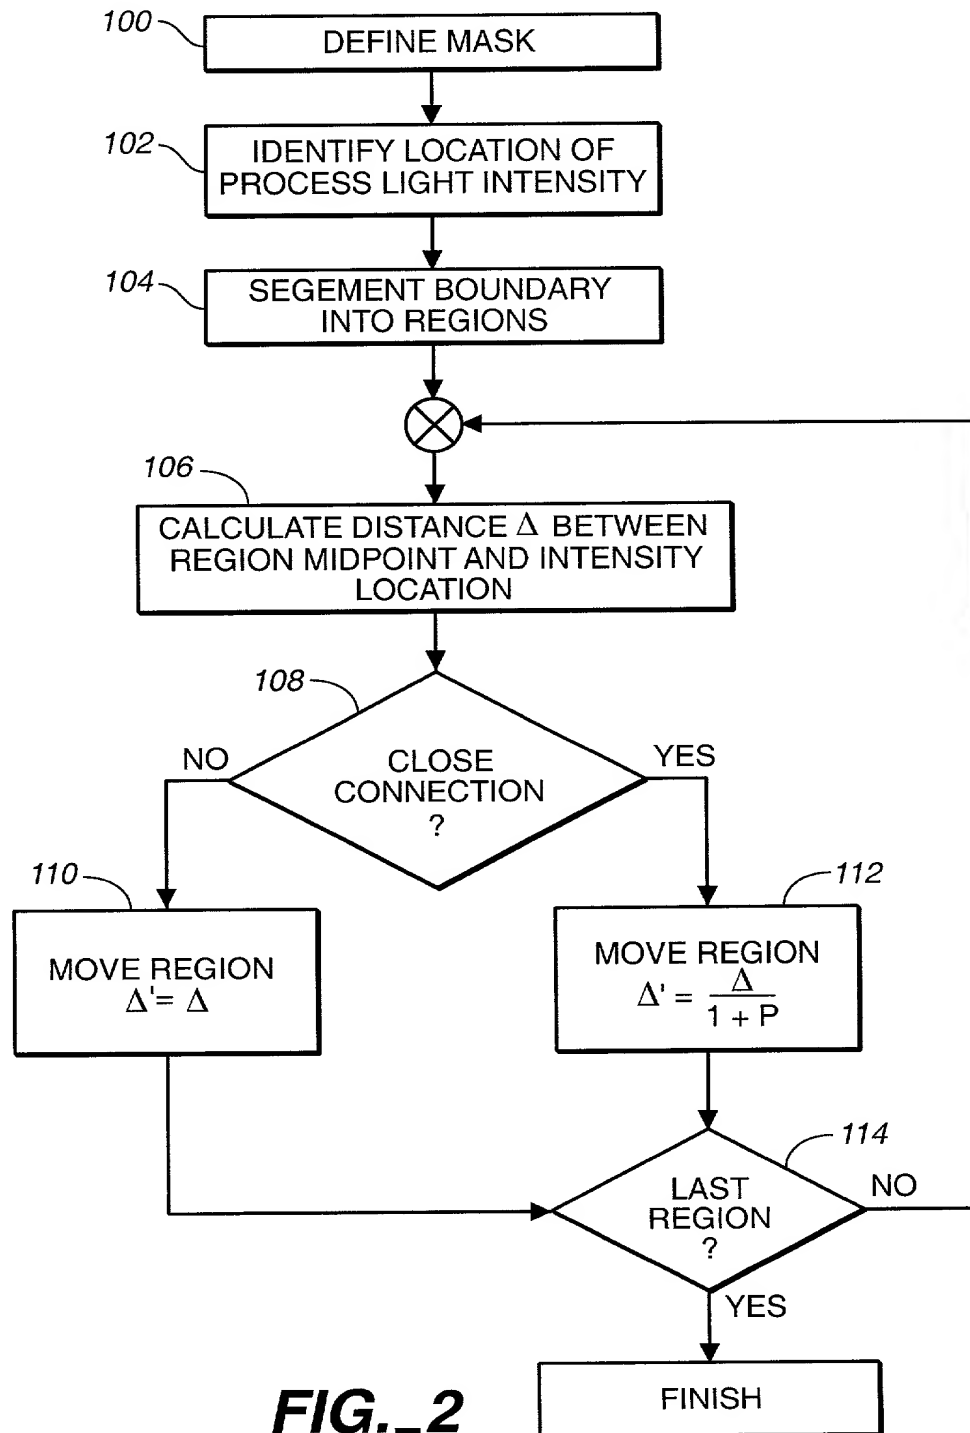 100
DEFINE MASK
102
IDENTIFY LOCATION OF
PROCESS LIGHT INTENSITY
104
SEGEMENT BOUNDARY
INTO REGIONS
106
CALCULATE DISTANCE Δ BETWEEN
REGION MIDPOINT AND INTENSITY
LOCATION
108
NO
YES
CLOSE
CONNECTION
?
110
MOVE REGION
Δ'= Δ
112
MOVE REGION
Δ' = Δ / 1 + P
114
LAST
REGION
?
NO
YES
FINISH
FIG._2